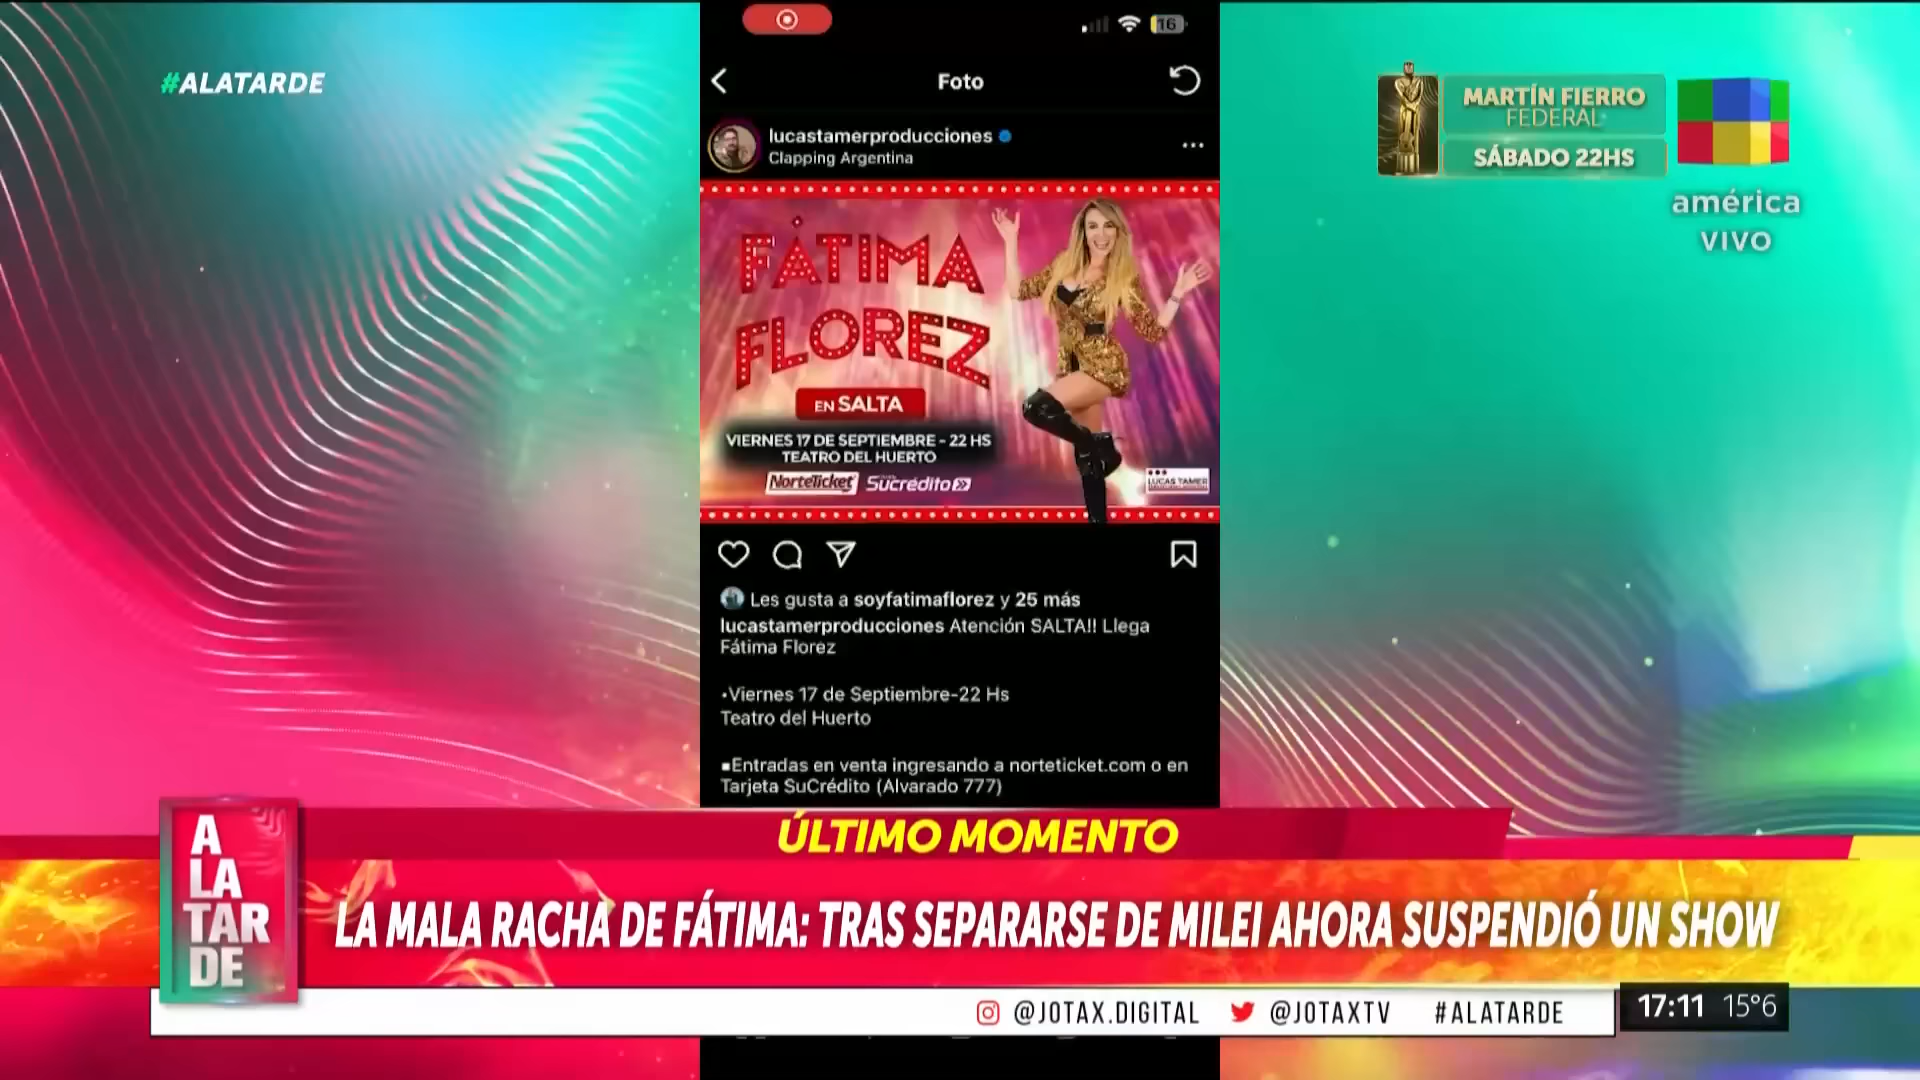 #ALATARDE
16
Foto
lucastamerproducciones
Clapping Argentina
FÁTIMA
FLOREZ
EN SALTA
VIERNES 17 DE SEPTIEMBRE - 22 HS
TEATRO DEL HUERTO
NorteTicket Sucrédito
LUCAS TAMER
Les gusta a soyfatimaflorez y 25 más
lucastamerproducciones Atención SALTA!! Llega
Fátima Florez
•Viernes 17 de Septiembre-22 Hs
Teatro del Huerto
▪Entradas en venta ingresando a norteticket.com o en
Tarjeta SuCrédito (Alvarado 777)
MARTÍN FIERRO
FEDERAL
SÁBADO 22HS
américa
VIVO
A
LA
TAR
DE
ÚLTIMO MOMENTO
LA MALA RACHA DE FÁTIMA: TRAS SEPARARSE DE MILEI AHORA SUSPENDIÓ UN SHOW
@JOTAX.DIGITAL @JOTAXTV #ALATARDE
17:11 15°6